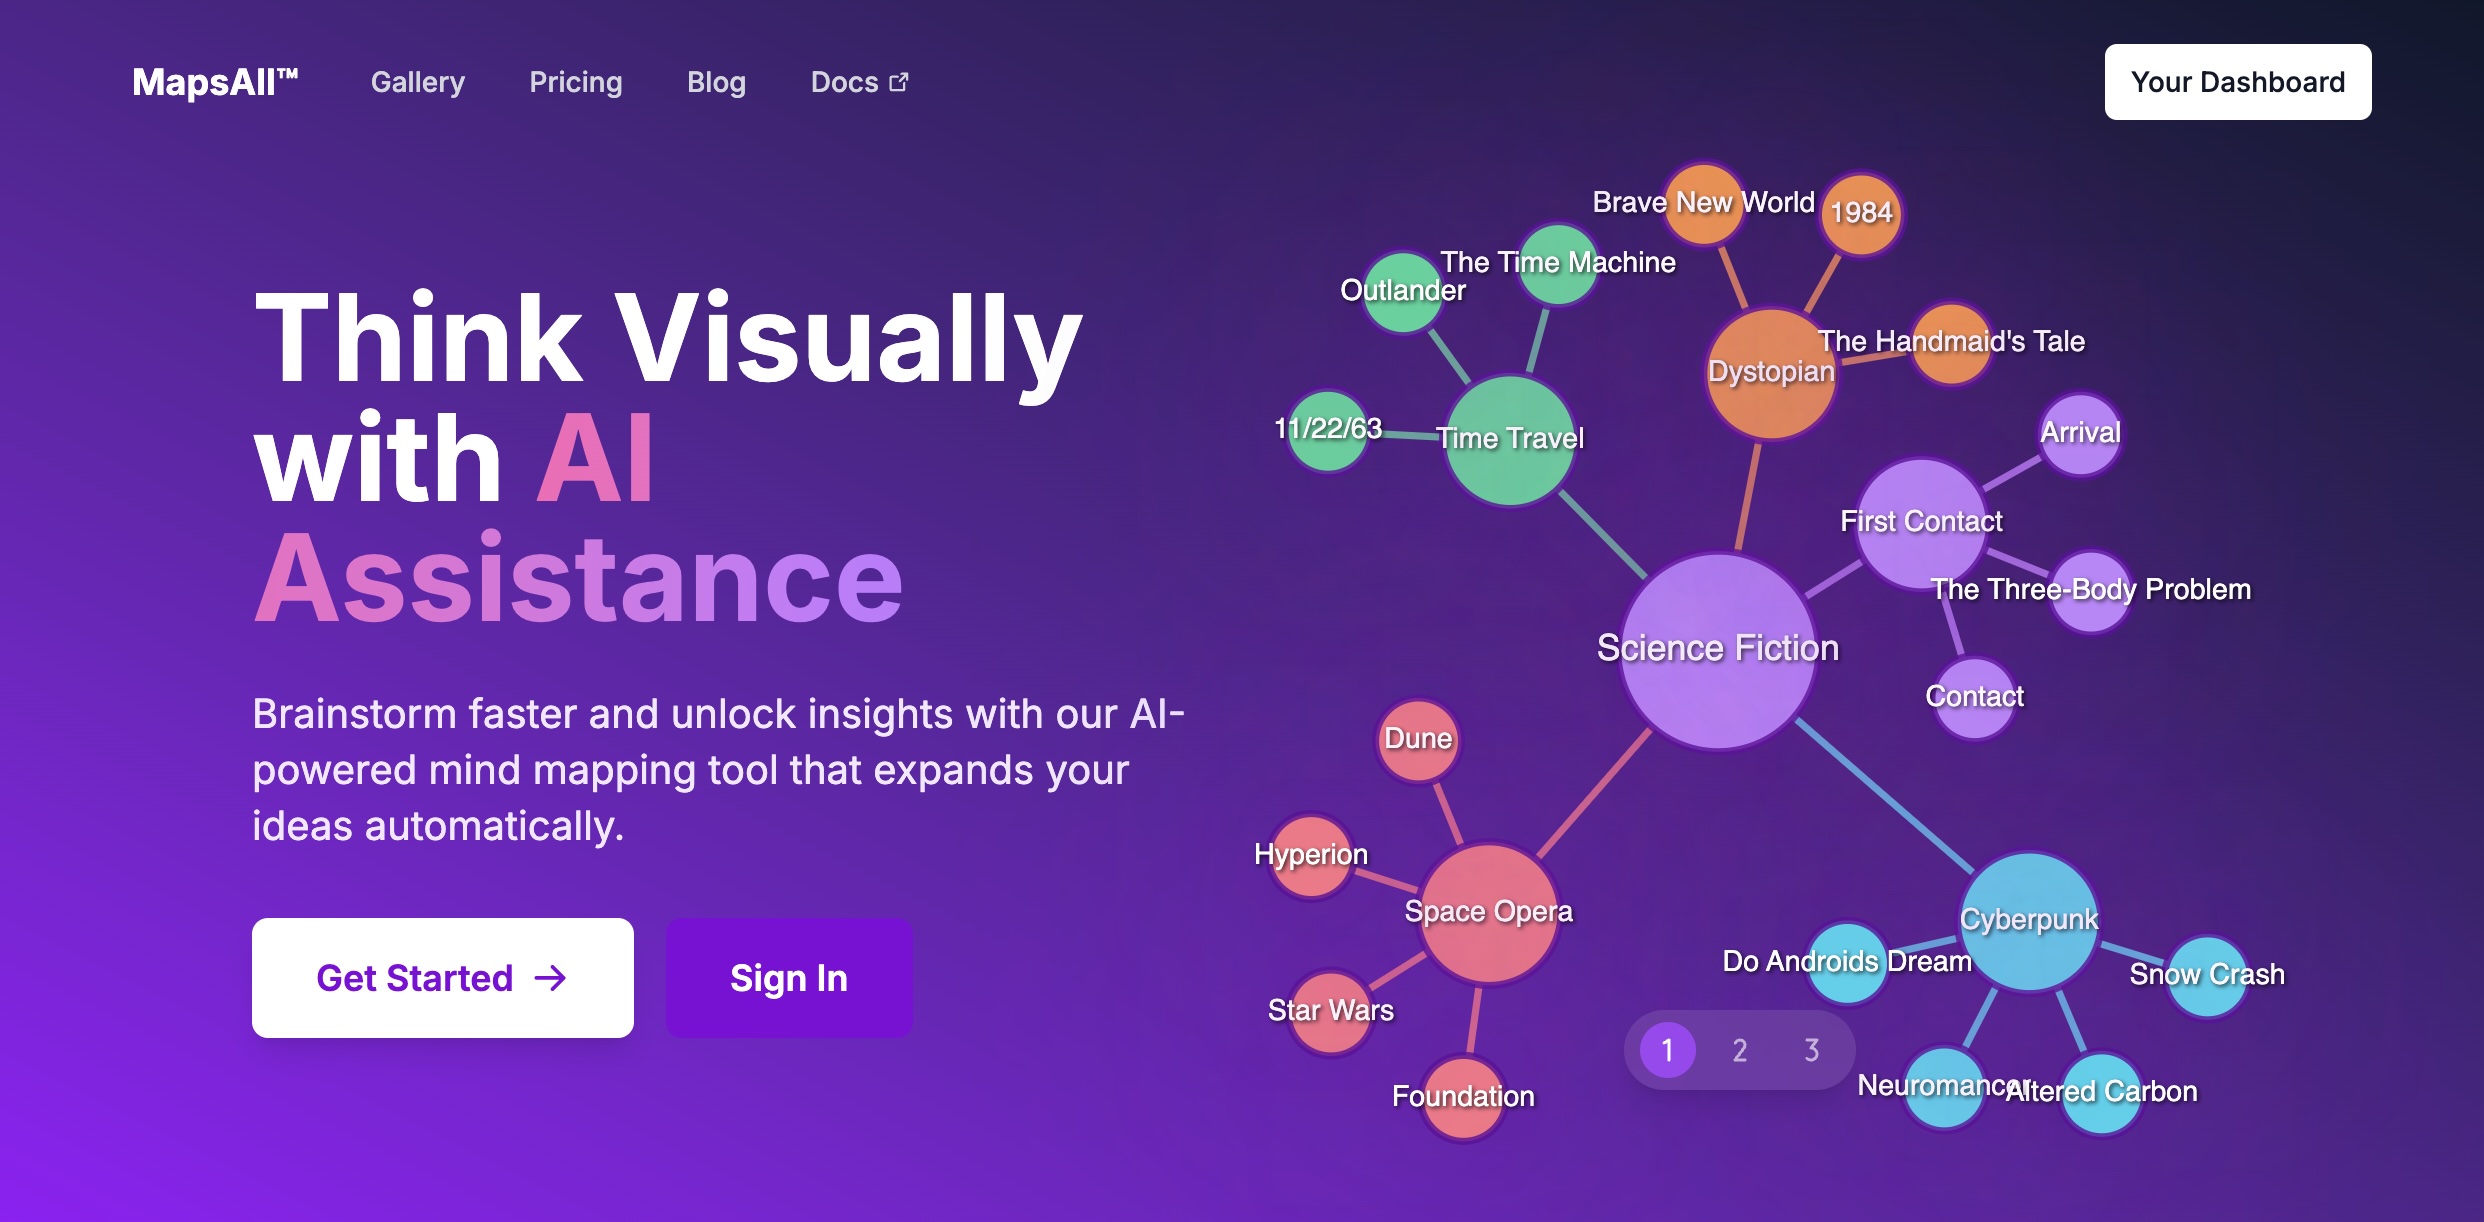 MapsAll™
Gallery
Pricing
Blog
Docs
Your Dashboard
Think Visually
with AI
Assistance
Brainstorm faster and unlock insights with our AI-
powered mind mapping tool that expands your
ideas automatically.
Get Started
Sign In
Brave New World
1984
The Time Machine
Outlander
The Handmaid's Tale
Dystopian
11/22/63
Time Travel
Arrival
First Contact
The Three-Body Problem
Science Fiction
Contact
Dune
Hyperion
Space Opera
Cyberpunk
Do Androids Dream
Snow Crash
Star Wars
1
2
3
Neuromancer
Altered Carbon
Foundation